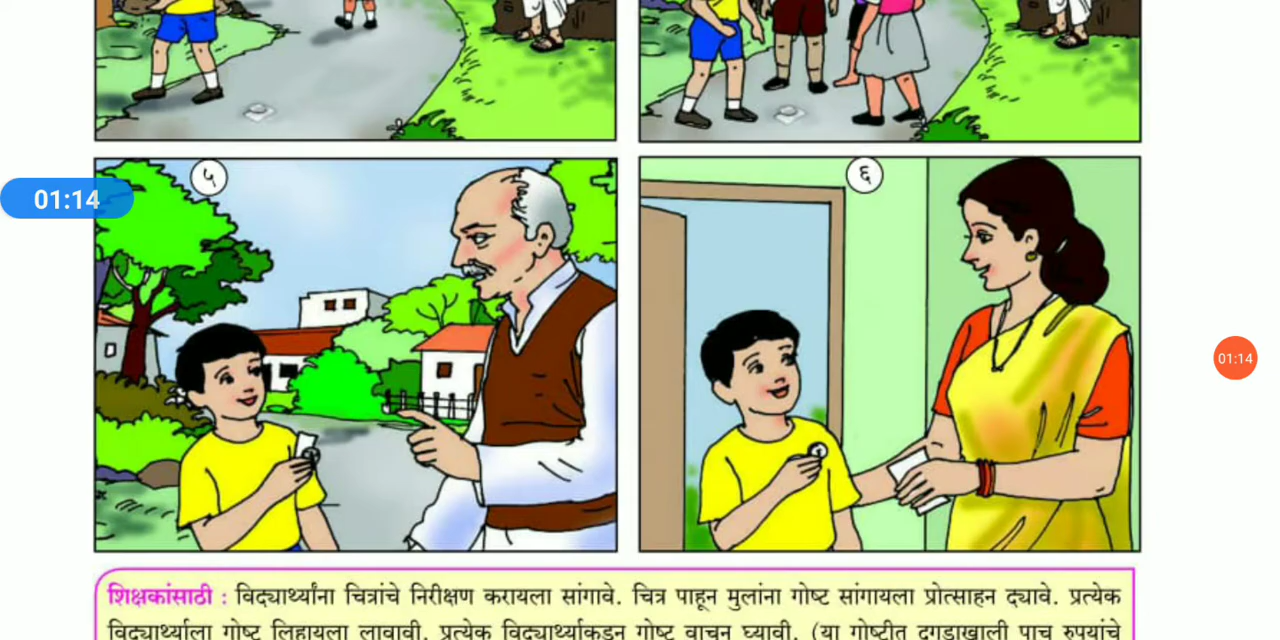 ५
६
01:14
01:14
शिक्षकांसाठी : विद्यार्थ्यांना चित्रांचे निरीक्षण करायला सांगावे. चित्र पाहून मुलांना गोष्ट सांगायला प्रोत्साहन द्यावे. प्रत्येक
विद्यार्थ्याला गोष्ट लिहायला लावावी. प्रत्येक विद्यार्थ्याकडून गोष्ट वाचून घ्यावी. (या गोष्टीत दगडाखाली पाच रुपयांचे